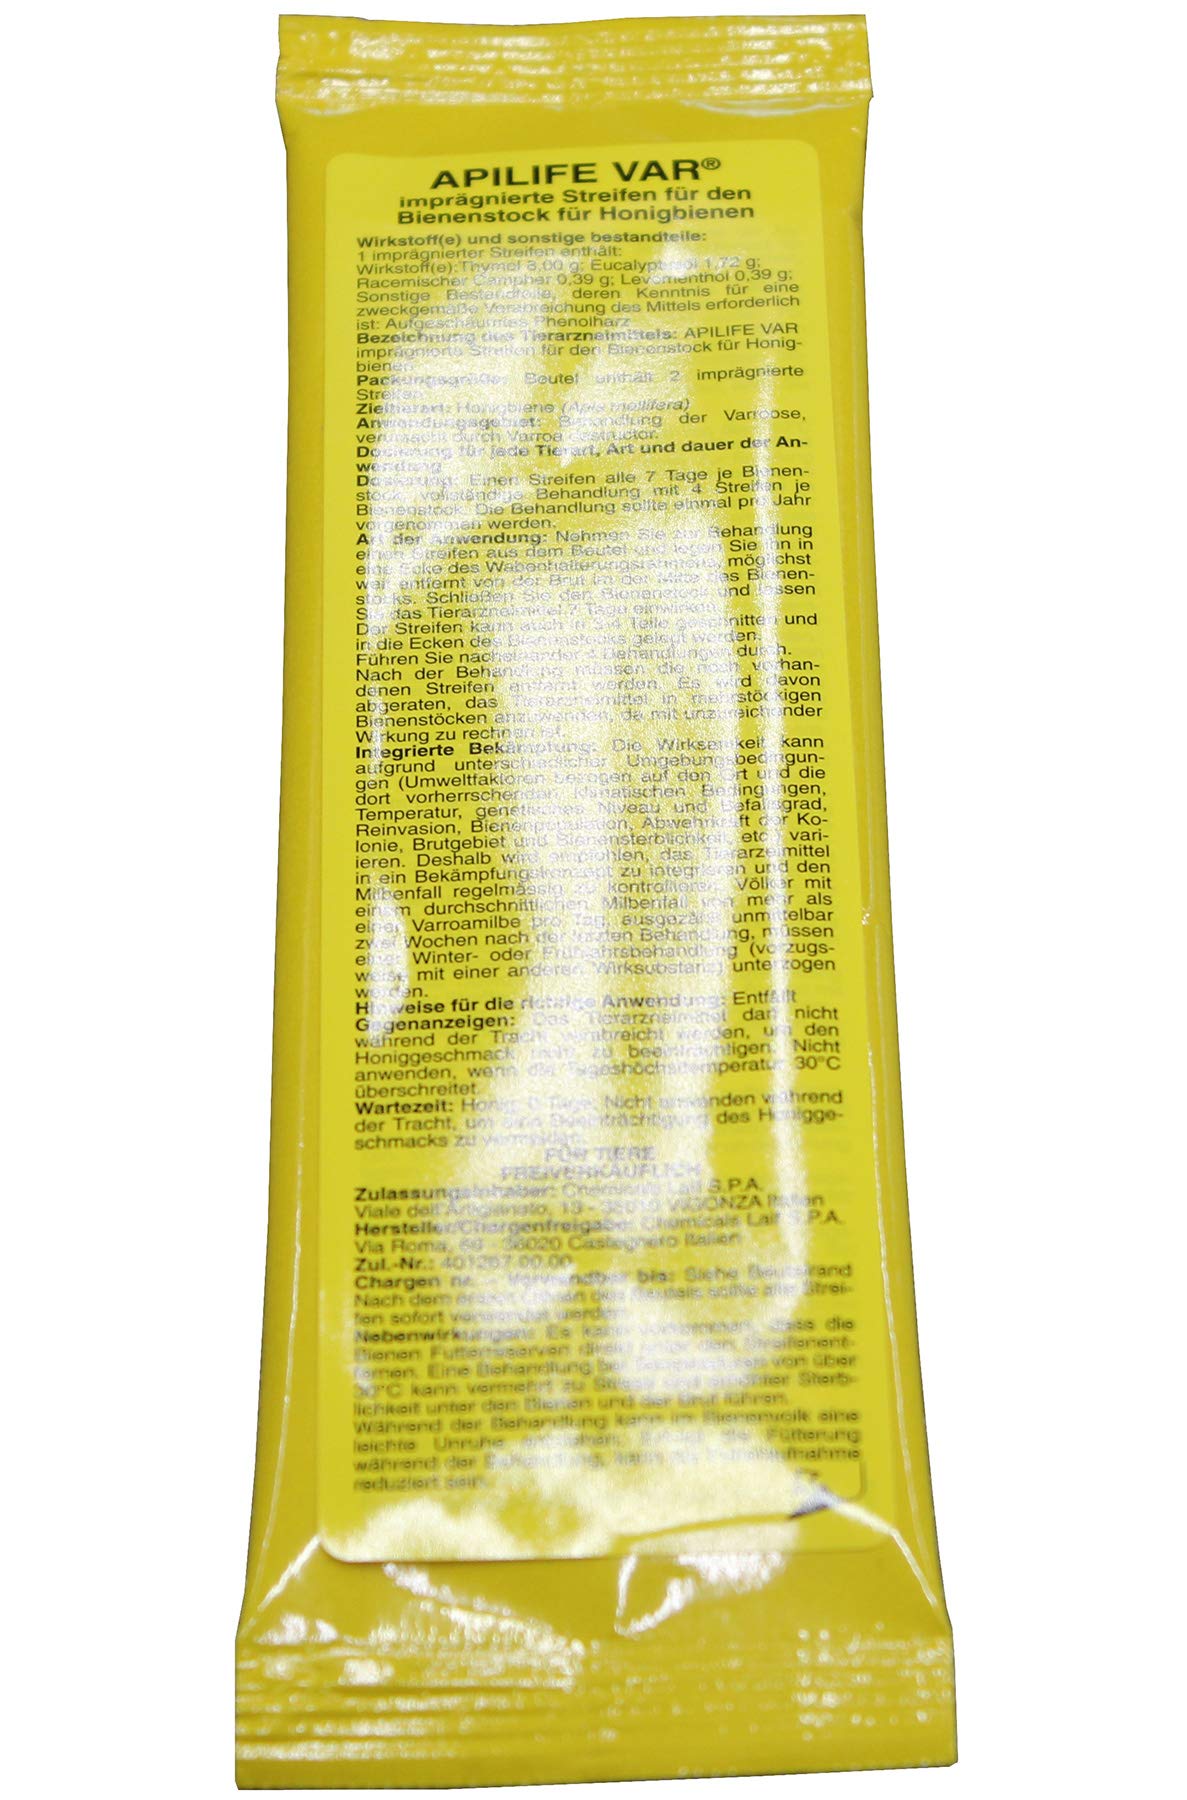 APILIFE VAR®
imprägnierte Streifen für den
Bienenstock für Honigbienen
Wirkstoff(e) und sonstige bestandteile:
1 imprägnierter Streifen enthält:
Wirkstoff(e): Thymol 8,00 g; Eucalyptusöl 1,72 g;
Racemischer Campher 0,39 g; Levomenthol 0,39 g;
Sonstige Bestandteile, deren Kenntnis für eine
zweckgemäße Verabreichung des Mittels erforderlich
ist: Aufgeschäumtes Phenolharz
Bezeichnung des Tierarzneimittels: APILIFE VAR
imprägnierte Streifen für den Bienenstock für Honig-
bienen
Packungsgröße: Beutel enthält 2 imprägnierte
Streifen
Zieltierart: Honigbiene (Apis mellifera)
Anwendungsgebiet: Behandlung der Varroose,
verursacht durch Varroa destructor.
Dosierung für jede Tierart, Art und dauer der An-
wendung
Dosierung: Einen Streifen alle 7 Tage je Bienen-
stock, vollständige Behandlung mit 4 Streifen je
Bienenstock. Die Behandlung sollte einmal pro Jahr
vorgenommen werden.
Art der Anwendung: Nehmen Sie zur Behandlung
einen Streifen aus dem Beutel und legen Sie ihn in
eine Ecke des Wabenhalterungsrahmens, möglichst
weit entfernt von der Brut im der Mitte des Bienen-
stocks. Schließen Sie den Bienenstock und lassen
Sie das Tierarzneimittel 7 Tage einwirken.
Der Streifen kann auch in 3-4 Teile geschnitten und
in die Ecken des Bienenstocks gelegt werden.
Führen Sie nacheinander 4 Behandlungen durch.
Nach der Behandlung müssen die noch vorhan-
denen Streifen entfernt werden. Es wird davon
abgeraten, das Tierarzneimittel in mehrstöckigen
Bienenstöcken anzuwenden, da mit unzureichender
Wirkung zu rechnen ist.
Integrierte Bekämpfung: Die Wirksamkeit kann
aufgrund unterschiedlicher Umgebungsbedingun-
gen (Umweltfaktoren bezogen auf den Ort und die
dort vorherrschenden klimatischen Bedingungen,
Temperatur, genetisches Niveau und Befallsgrad,
Reinvasion, Bienenpopulation, Abwehrkraft der Ko-
lonie, Brutgebiet und Bienensterblichkeit, etc.) vari-
ieren. Deshalb wird empfohlen, das Tierarzneimittel
in ein Bekämpfungskonzept zu integrieren und den
Milbenfall regelmässig zu kontrollieren. Völker mit
einem durchschnittlichen Milbenfall von mehr als
einer Varroamilbe pro Tag, ausgezählt unmittelbar
zwei Wochen nach der letzten Behandlung, müssen
einer Winter- oder Frühjahrsbehandlung (vorzugs-
weise mit einer anderen Wirksubstanz) unterzogen
werden.
Hinweise für die richtige Anwendung: Entfällt
Gegenanzeigen: Das Tierarzneimittel darf nicht
während der Tracht verabreicht werden, um den
Honiggeschmack nicht zu beeinträchtigen. Nicht
anwenden, wenn die Tageshöchsttemperatur 30°C
überschreitet.
Wartezeit: Honig: 0 Tage. Nicht anwenden während
der Tracht, um eine Beeinträchtigung des Honigge-
schmacks zu vermeiden.
FÜR TIERE
FREIVERKÄUFLICH
Zulassungsinhaber: Chemicals Laif S.P.A.
Viale dell'Artigianato, 13 - 35010 VIGONZA Italien
Hersteller/Chargenfreigabe: Chemicals Laif S.P.A.
Via Roma, 36020 Castegnero Italien
Zul.-Nr.: 401267.00.00
Chargen nr. - Verwendbar bis: Siehe Beutelrand
Nach dem ersten Öffnen des Beutels sollte alle Strei-
fen sofort verwendet werden.
Nebenwirkungen: Es kann vorkommen, dass die
Bienen Futterreserven direkt unter den Streifen ent-
fernen. Eine Behandlung bei Temperaturen von über
30°C kann vermehrt zu Stress und erhöhter Sterb-
lichkeit unter den Bienen und der Brut führen.
Während der Behandlung kann im Bienenvolk eine
leichte Unruhe entstehen. Erfolgt die Fütterung
während der Behandlung, kann die Futteraufnahme
reduziert sein.